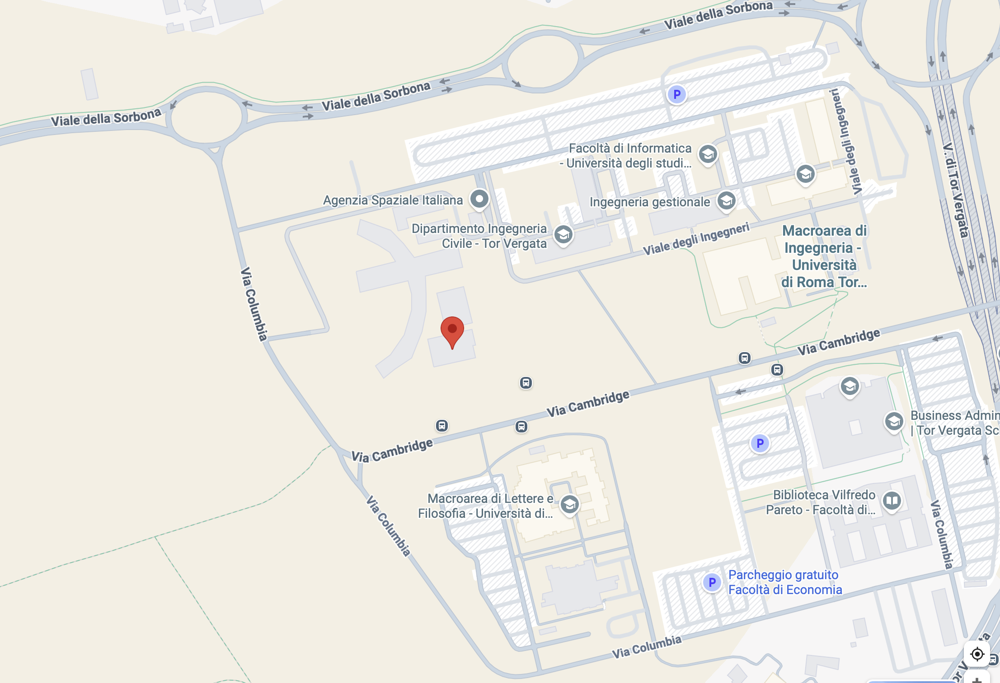 Viale della Sorbona
Viale della Sorbona
Viale della Sorbona
P
Viale degli Ingegneri
V. di Tor Vergata
Facoltà di Informatica
- Università degli studi...
Agenzia Spaziale Italiana
Ingegneria gestionale
Dipartimento Ingegneria
Civile - Tor Vergata
Viale degli Ingegneri
Macroarea di
Ingegneria -
Università
di Roma Tor...
Via Columbia
Via Cambridge
Via Cambridge
Via Cambridge
Business Admin
| Tor Vergata Scl
P
Macroarea di Lettere e
Filosofia - Università di...
Biblioteca Vilfredo
Pareto - Facoltà di...
Via Columbia
Via Columbia
P
Parcheggio gratuito
Facoltà di Economia
Via Columbia